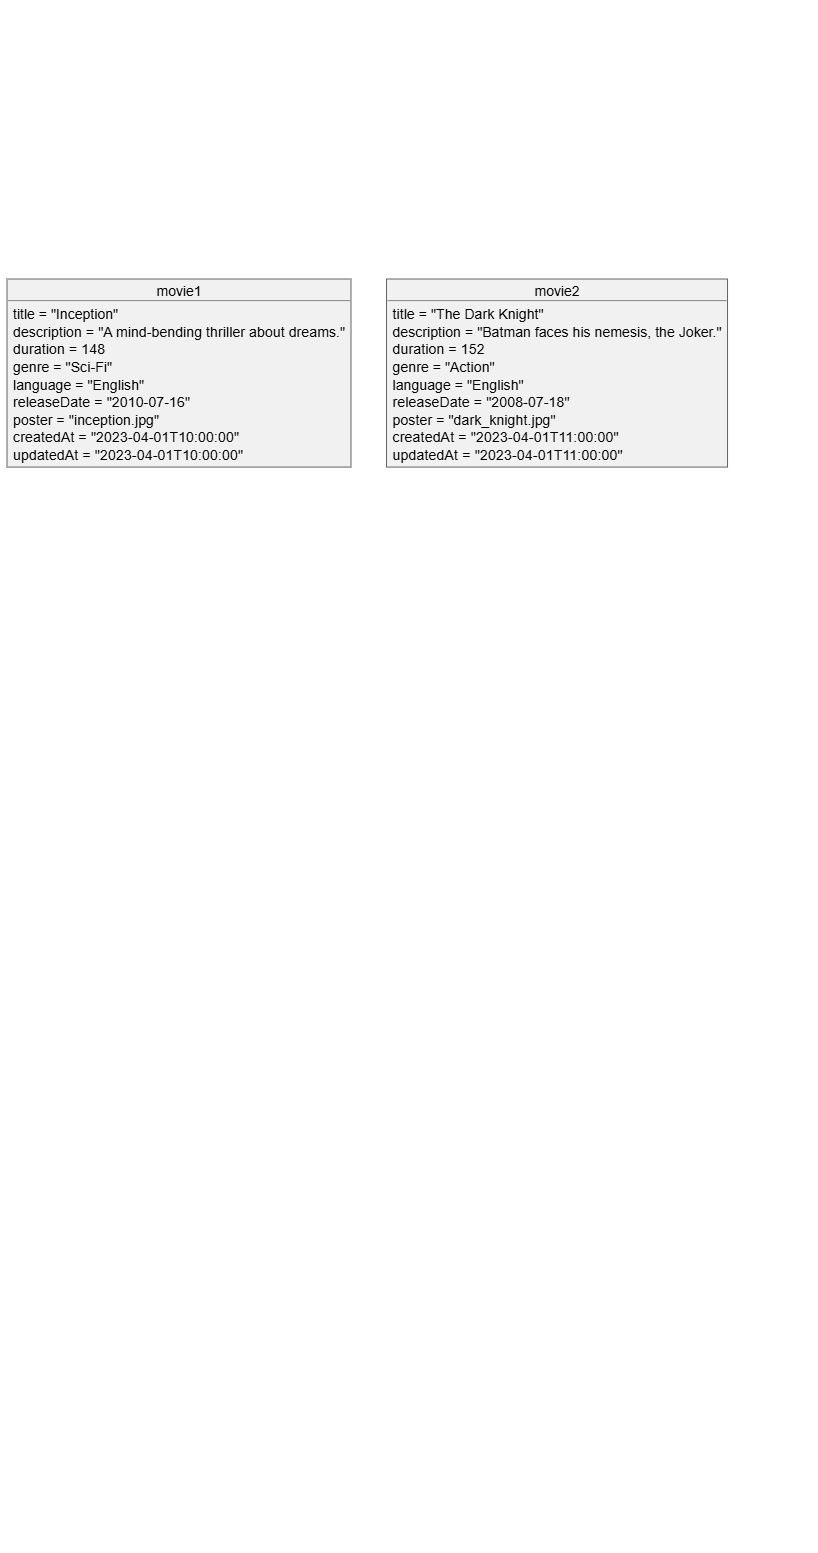 movie1
title = "Inception"
description = "A mind-bending thriller about dreams."
duration = 148
genre = "Sci-Fi"
language = "English"
releaseDate = "2010-07-16"
poster = "inception.jpg"
createdAt = "2023-04-01T10:00:00"
updatedAt = "2023-04-01T10:00:00"
movie2
title = "The Dark Knight"
description = "Batman faces his nemesis, the Joker."
duration = 152
genre = "Action"
language = "English"
releaseDate = "2008-07-18"
poster = "dark_knight.jpg"
createdAt = "2023-04-01T11:00:00"
updatedAt = "2023-04-01T11:00:00"